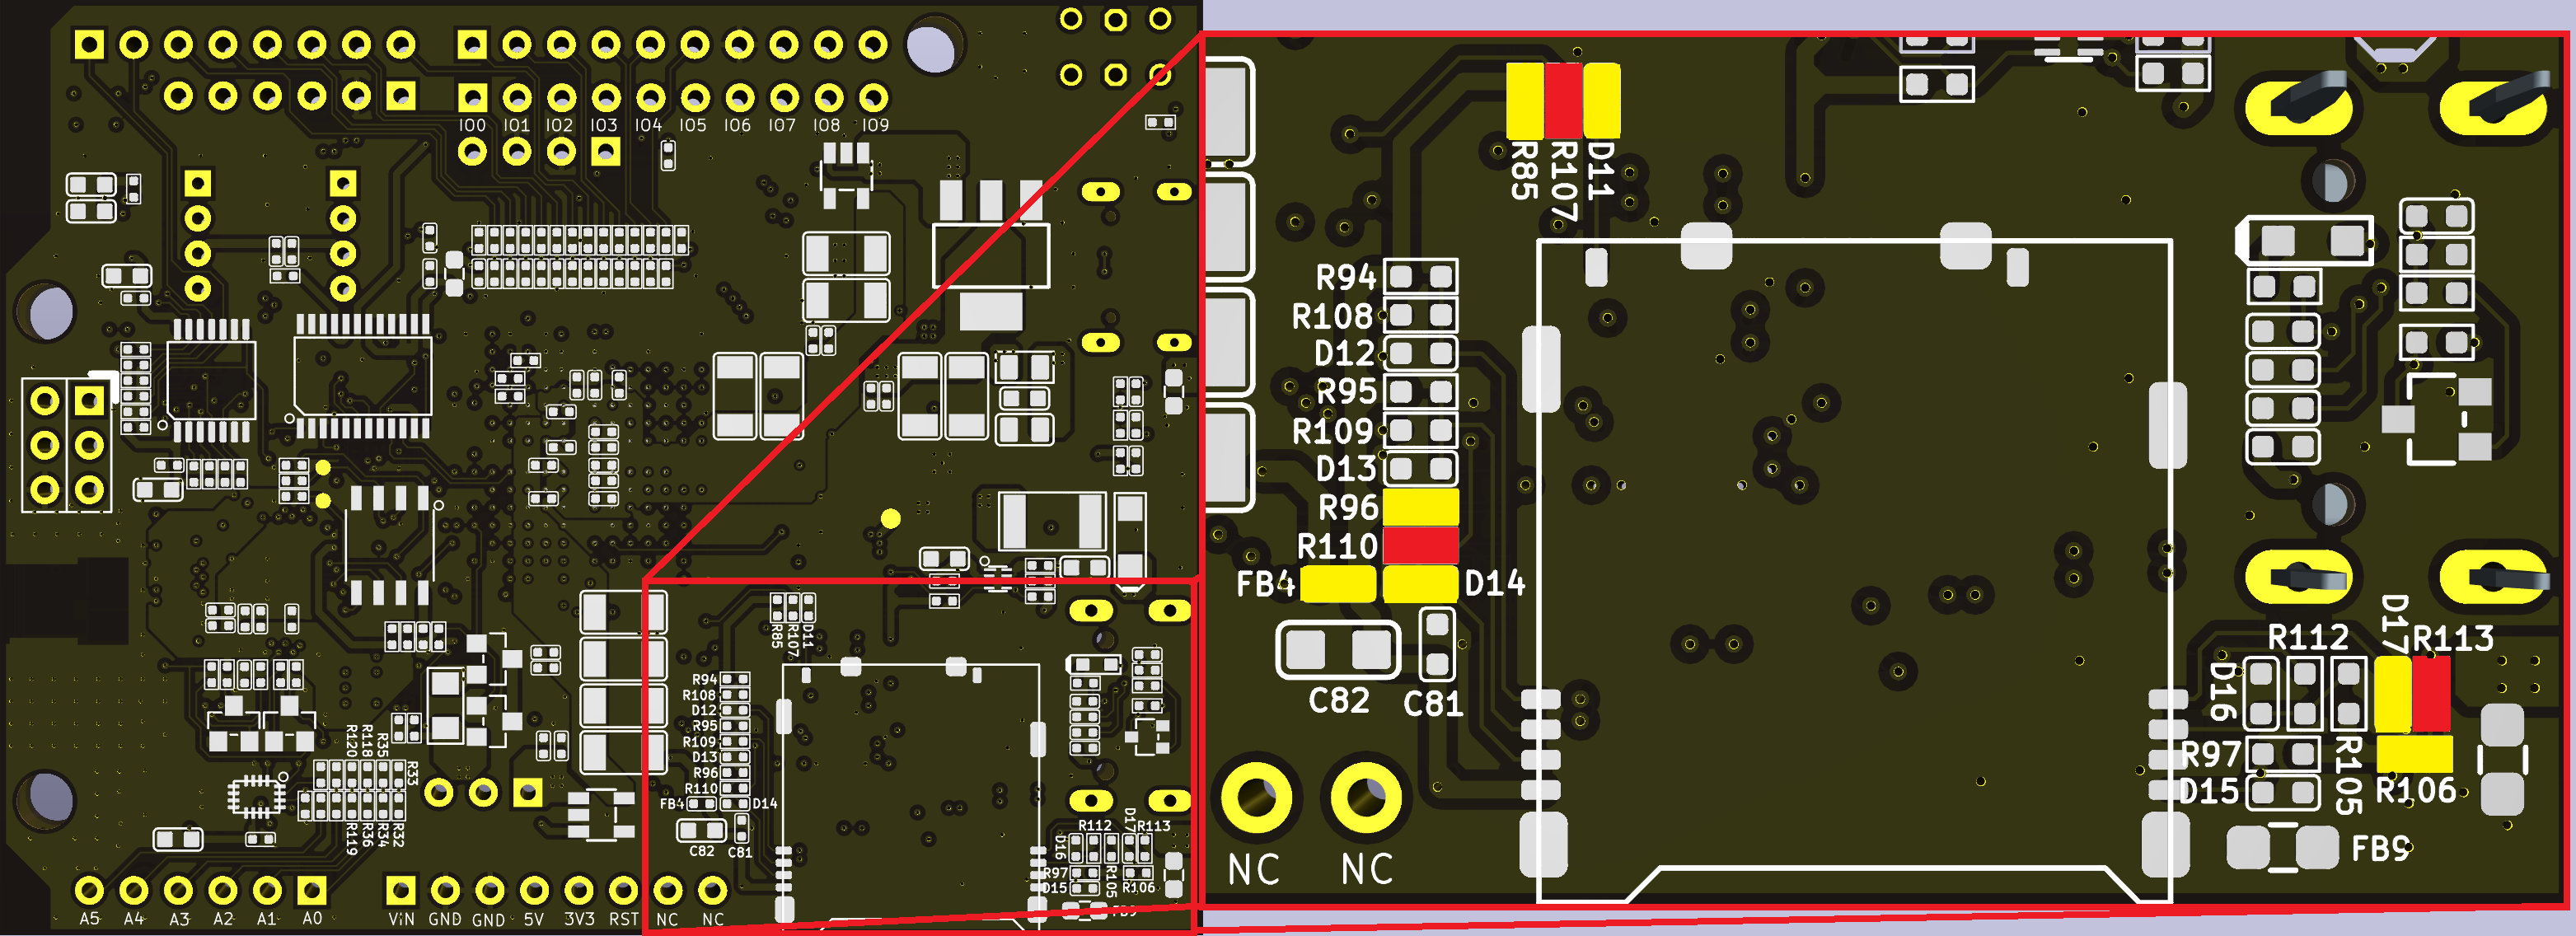 IO0 IO1 IO2 IO3 IO4 IO5 IO6 IO7 IO8 IO9
R85 R107 D11
R94
R108
D12
R95
R109
D13
R96
R110
FB4 D14
C82 C81
R120 R118 R35 R33
R119 R36 R34 R32
D17
R112 R113
D16
R97 R105
D15 R106
FB9
A5 A4 A3 A2 A1 A0 ViN GND GND 5V 3V3 RST NC NC
R85 R107 D11
R94
R108
D12
R95
R109
D13
R96
R110
FB4 D14
C82 C81
NC NC
D17
R112 R113
D16
R97 R105 R106
D15
FB9